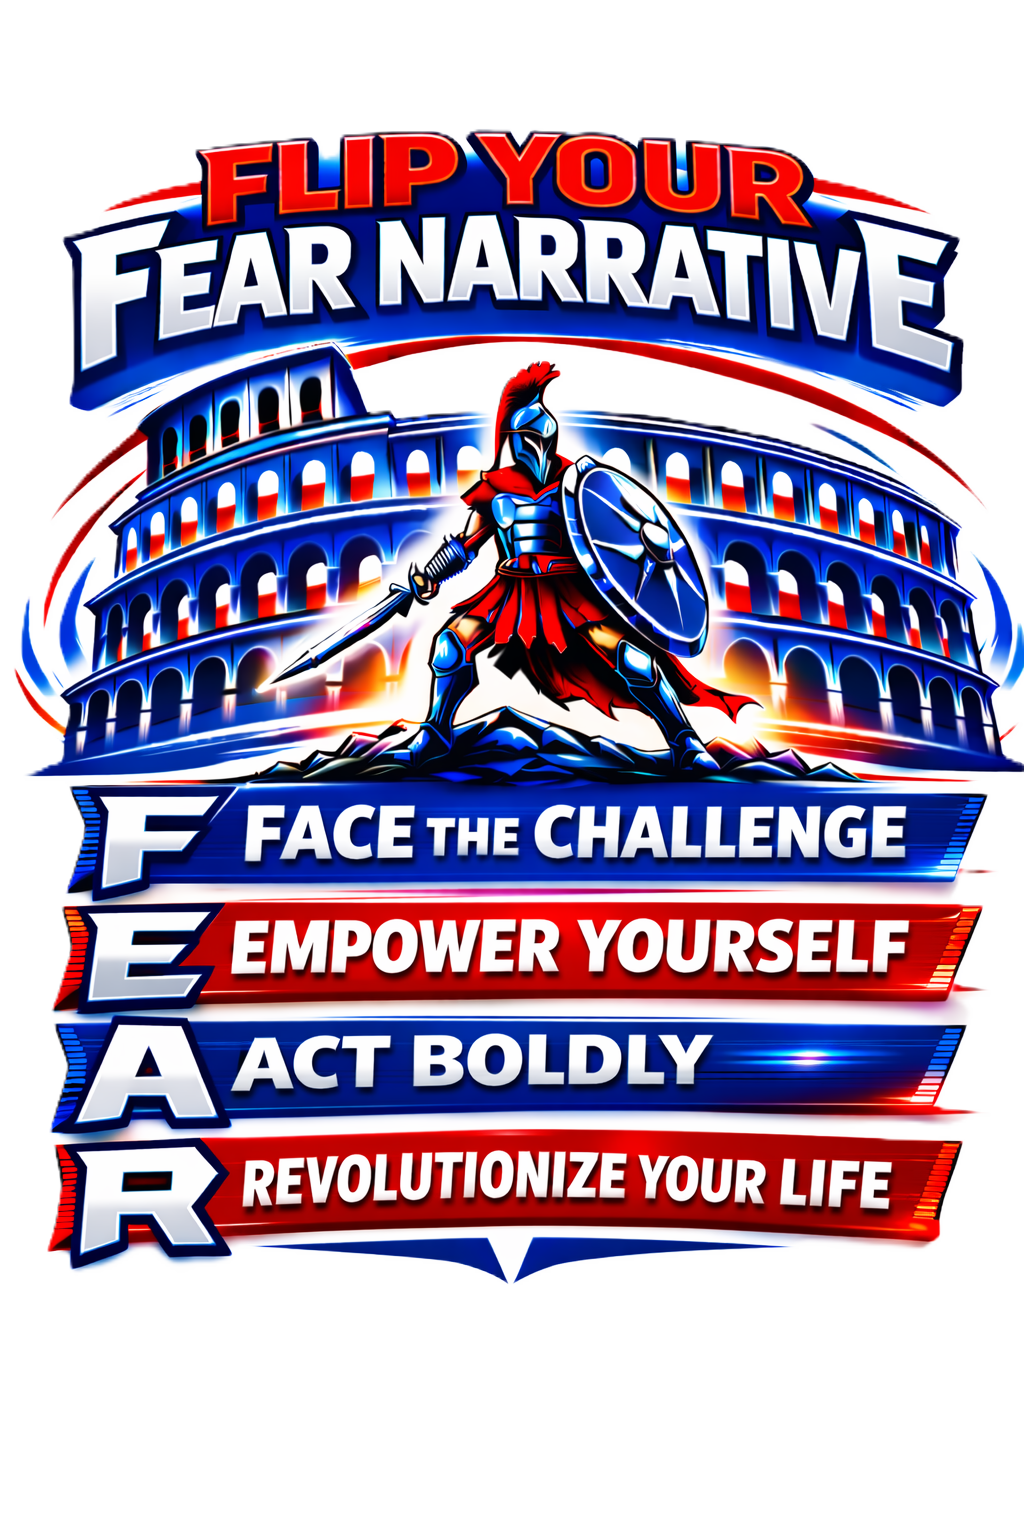 FLIP YOUR
FEAR NARRATIVE
F FACE THE CHALLENGE
E EMPOWER YOURSELF
A ACT BOLDLY
R REVOLUTIONIZE YOUR LIFE